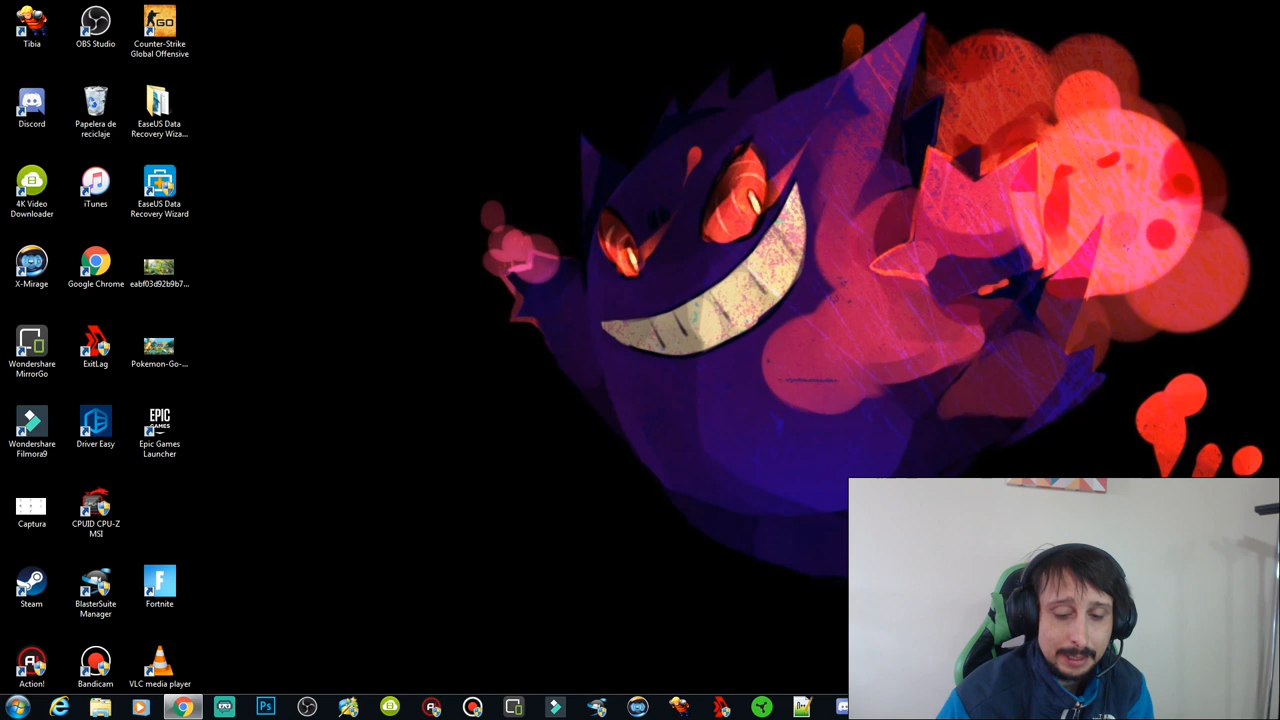 Tibia
OBS Studio
Counter-Strike
Global Offensive
GO
Discord
Papelera de
reciclaje
EaseUS Data
Recovery Wiza...
4K Video
Downloader
iTunes
EaseUS Data
Recovery Wizard
X-Mirage
Google Chrome
eabf03d92b9b7...
Wondershare
MirrorGo
ExitLag
Pokemon-Go-...
EPIC
GAMES
Wondershare
Filmora9
Driver Easy
Epic Games
Launcher
Captura
CPUID CPU-Z
MSI
Steam
BlasterSuite
Manager
Fortnite
Action!
Bandicam
VLC media player
Ps